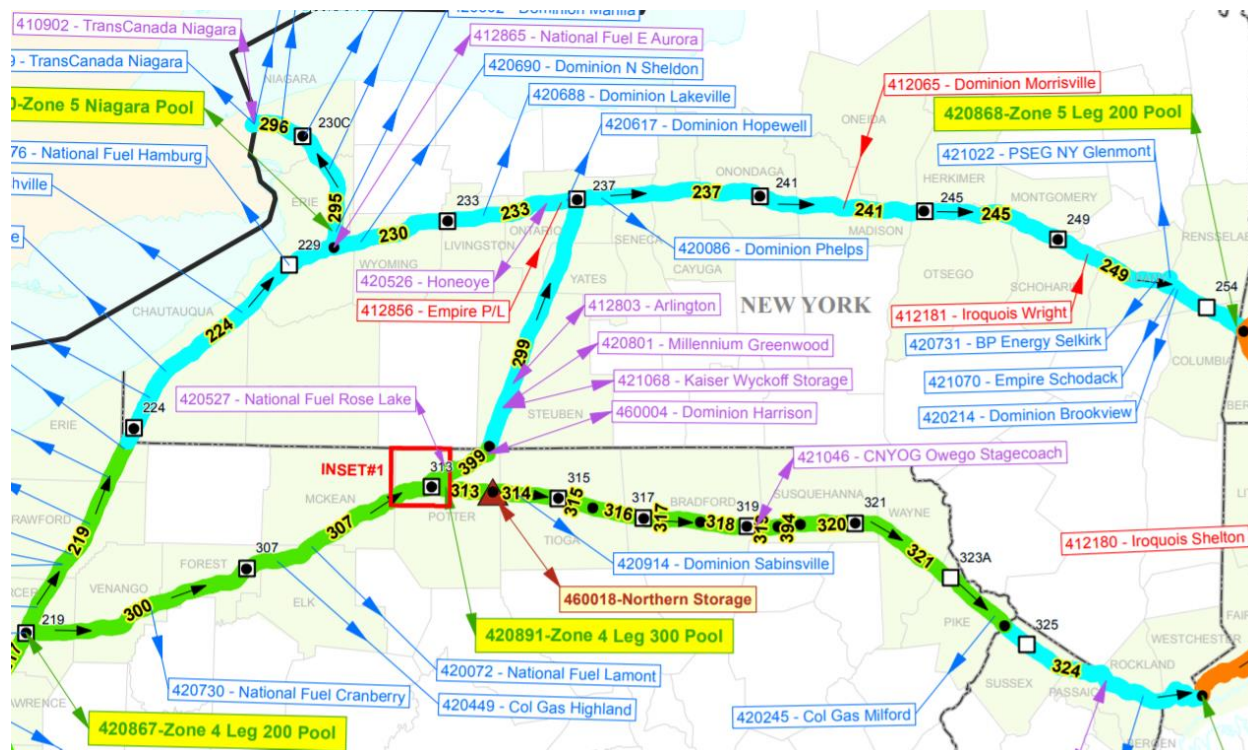 410902 - TransCanada Niagara
Dominion Marilla
412865 - National Fuel E Aurora
9 - TransCanada Niagara
NIAGARA
420690 - Dominion N Sheldon
412065 - Dominion Morrisville
0-Zone 5 Niagara Pool
420688 - Dominion Lakeville
420868-Zone 5 Leg 200 Pool
ONEIDA
296
230C
420617 - Dominion Hopewell
421022 - PSEG NY Glenmont
76 - National Fuel Hamburg
ONONDAGA
HERKIMER
237
237
241
MONTGOMERY
ERIE
295
233
233
241
245
245
249
ONTARIO
MADISON
230
LIVINGSTON
SENECA
RENSSELAE
229
WYOMING
420086 - Dominion Phelps
CAYUGA
249
420526 - Honeoye
YATES
OTSEGO
SCHOHARIE
254
412856 - Empire P/L
412803 - Arlington
NEW YORK
CHAUTAUQUA
412181 - Iroquois Wright
224
299
420801 - Millennium Greenwood
420731 - BP Energy Selkirk
COLUMBIA
421068 - Kaiser Wyckoff Storage
421070 - Empire Schodack
420527 - National Fuel Rose Lake
STEUBEN
460004 - Dominion Harrison
420214 - Dominion Brookview
224
ERIE
INSET#1
399
421046 - CNYOG Owego Stagecoach
313
313
314
315
315
MCKEAN
POTTER
316
317
317
BRADFORD
SUSQUEHANNA
318
319
394
320
321
WAYNE
RAWFORD
307
TIOGA
219
FOREST
307
420914 - Dominion Sabinsville
321
323A
412180 - Iroquois Shelton
VENANGO
ELK
460018-Northern Storage
300
PIKE
219
420891-Zone 4 Leg 300 Pool
325
WESTCHESTER
FAIR
324
ROCKLAND
420072 - National Fuel Lamont
SUSSEX
PASSAIC
420730 - National Fuel Cranberry
420449 - Col Gas Highland
420245 - Col Gas Milford
AWRENCE
420867-Zone 4 Leg 200 Pool
BERGEN